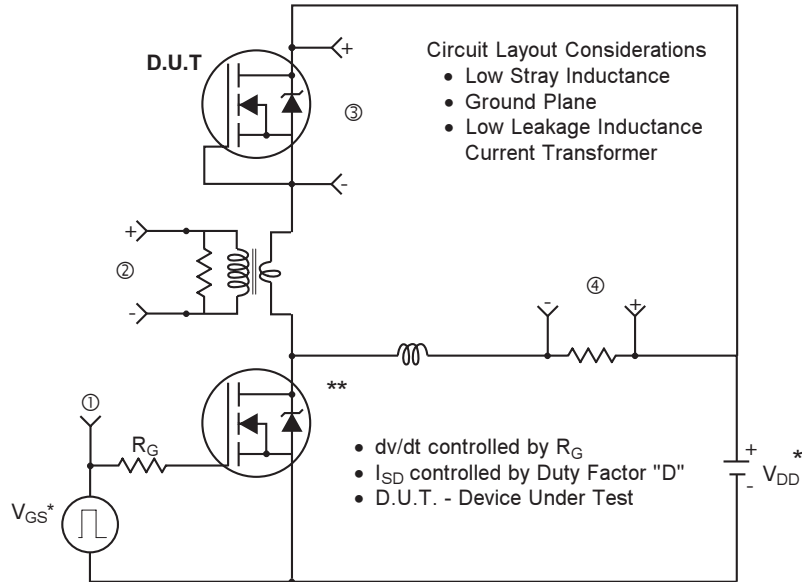 D.U.T
+
Circuit Layout Considerations
• Low Stray Inductance
③
• Ground Plane
• Low Leakage Inductance
Current Transformer
-
+
②
-
④
- +
**
①
R_G
• dv/dt controlled by R_G
• I_SD controlled by Duty Factor "D"
• D.U.T. - Device Under Test
+
-
V_DD*
V_GS*